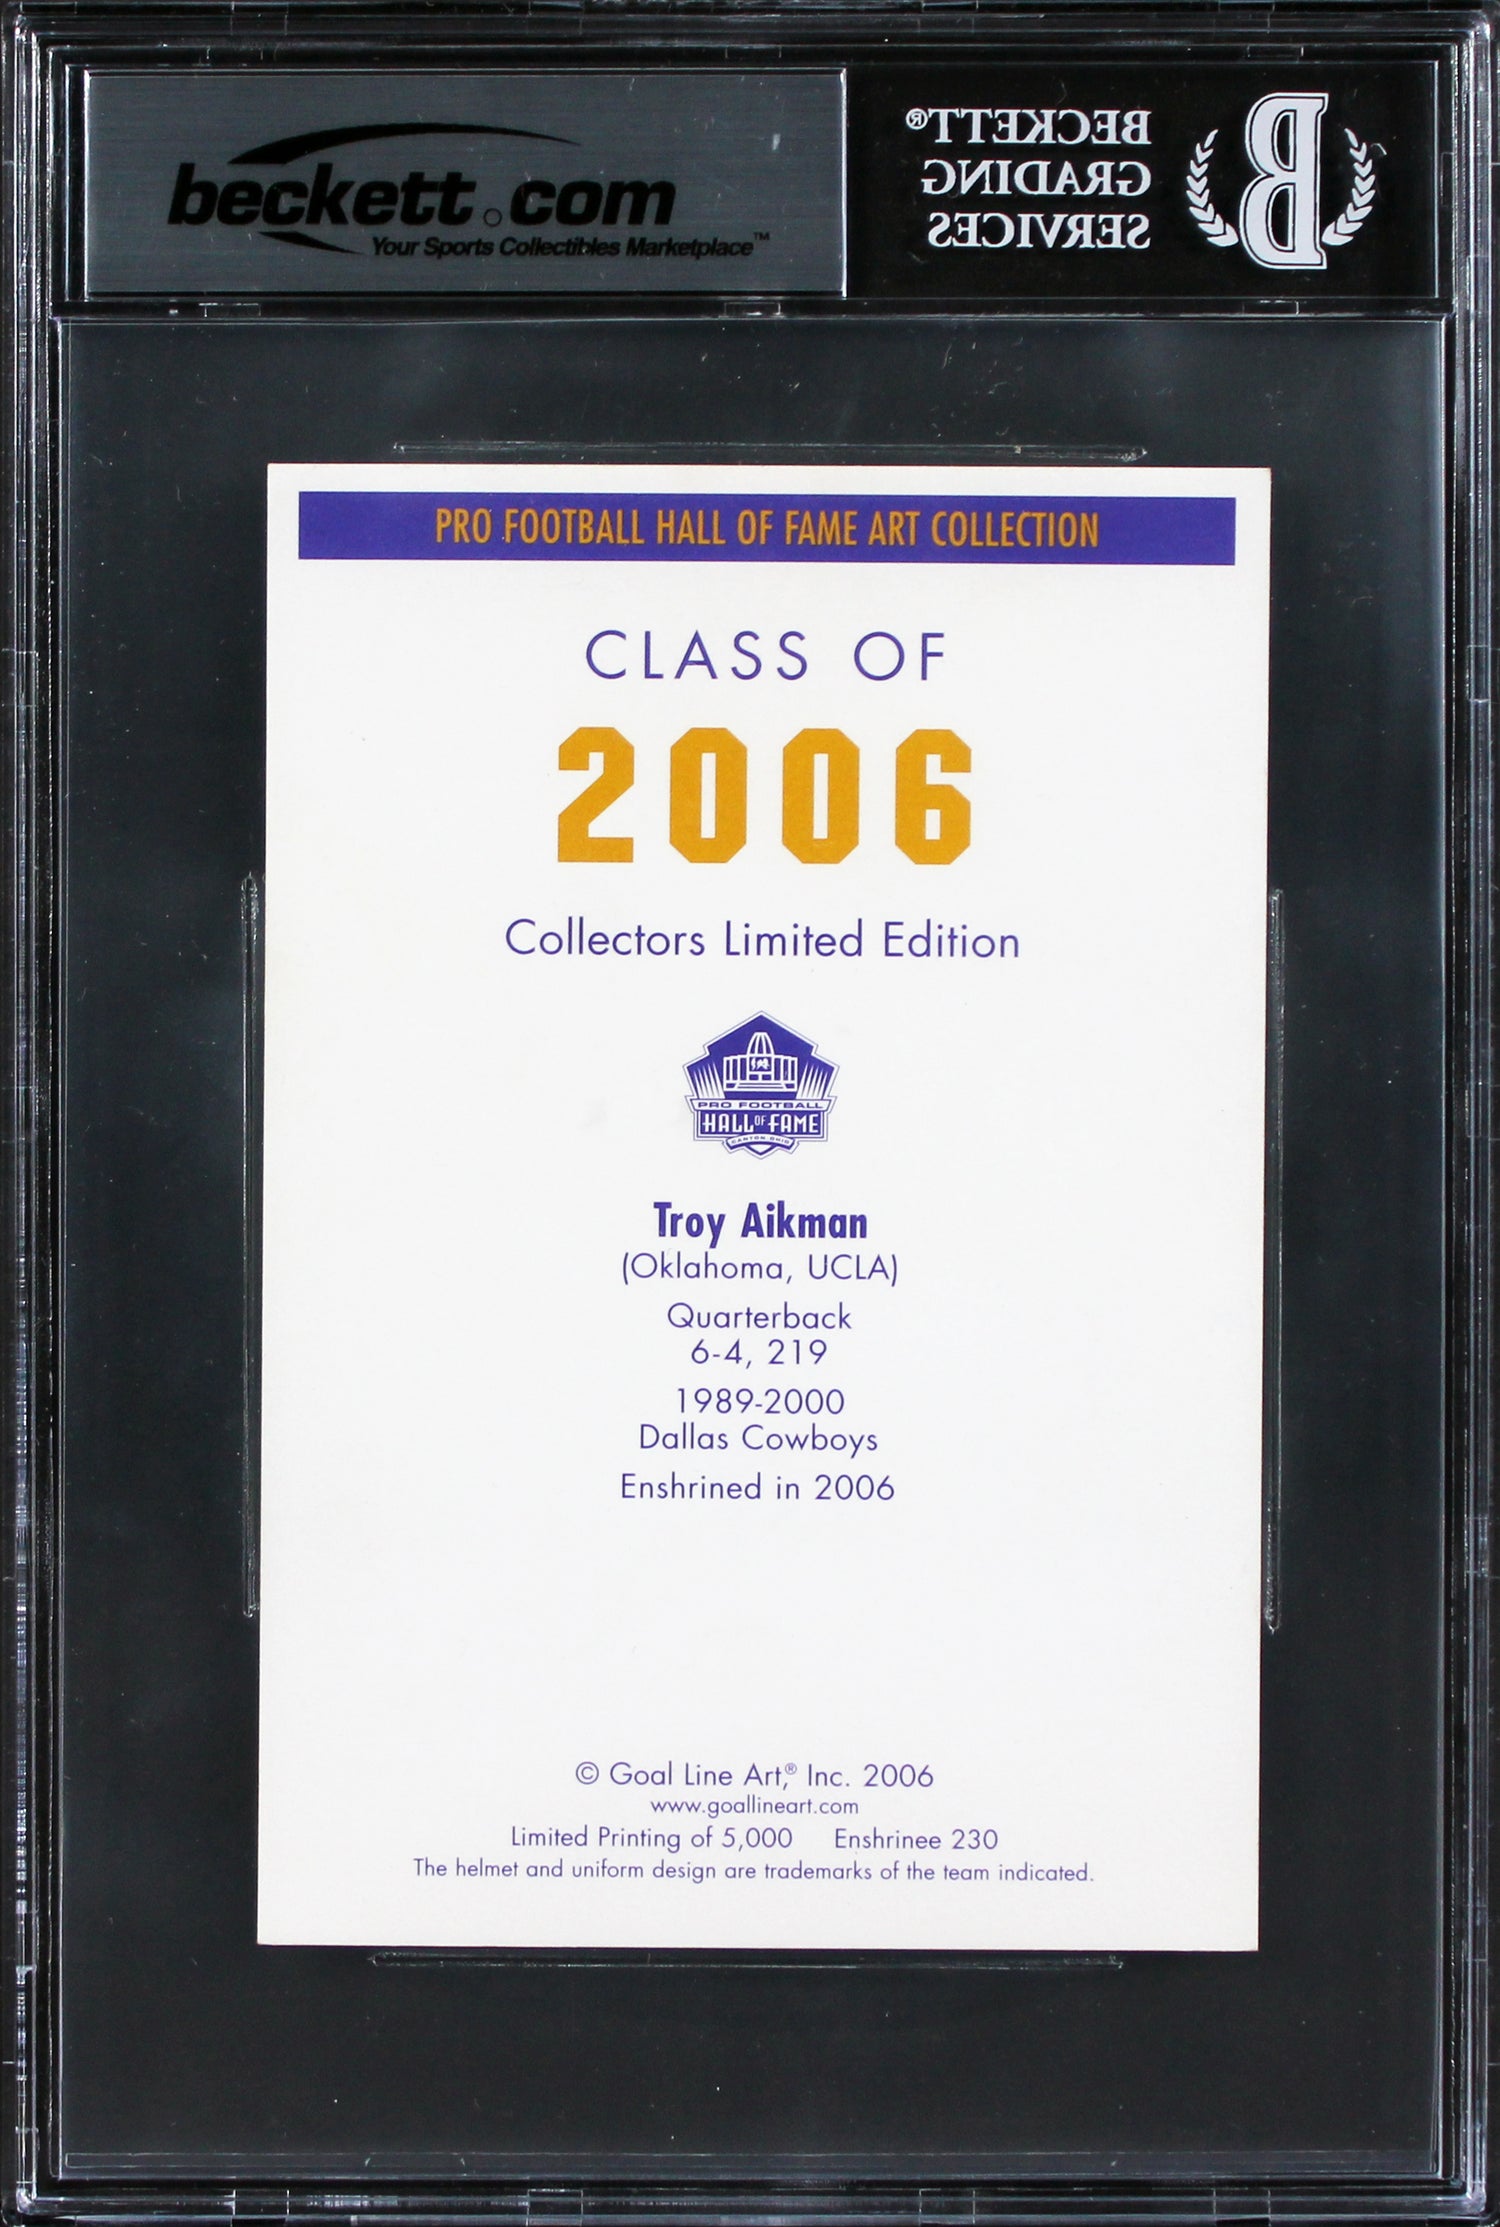 beckett.com
Your Sports Collectibles Marketplace™
BECKETT®
GRADING
SERVICES
B
PRO FOOTBALL HALL OF FAME ART COLLECTION
CLASS OF
2006
Collectors Limited Edition
PRO FOOTBALL
HALL OF FAME
CANTON OHIO
Troy Aikman
(Oklahoma, UCLA)
Quarterback
6-4, 219
1989-2000
Dallas Cowboys
Enshrined in 2006
© Goal Line Art,® Inc. 2006
www.goallineart.com
Limited Printing of 5,000 Enshrinee 230
The helmet and uniform design are trademarks of the team indicated.